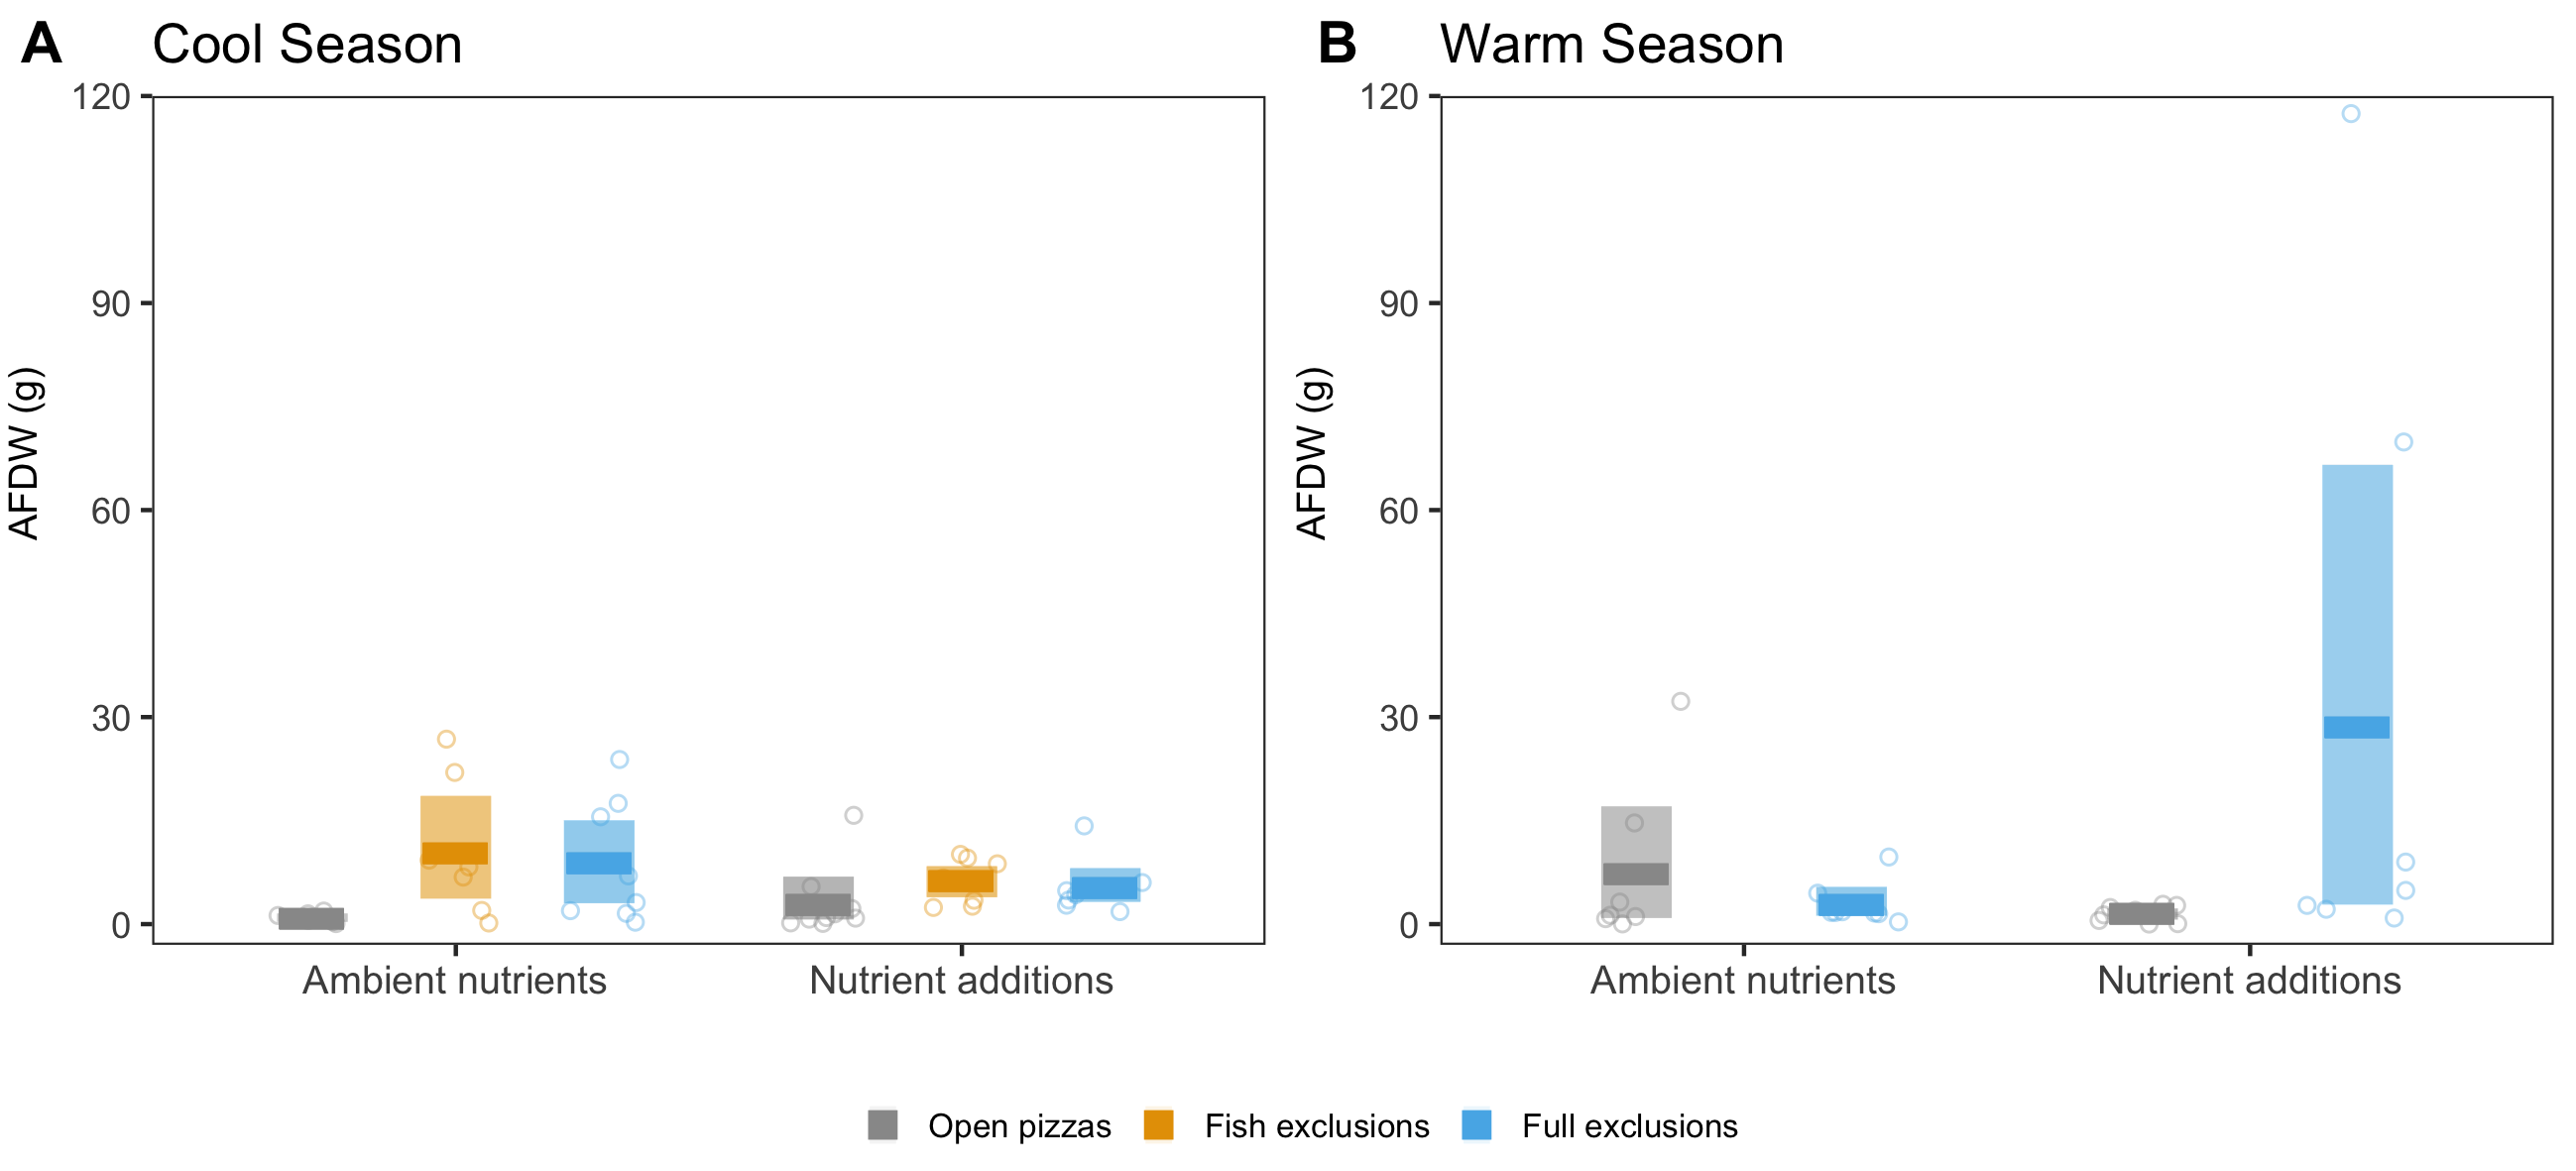 A Cool Season
120
90
60
30
0
AFDW (g)
Ambient nutrients Nutrient additions
B Warm Season
120
90
60
30
0
AFDW (g)
Ambient nutrients Nutrient additions
Open pizzas Fish exclusions Full exclusions